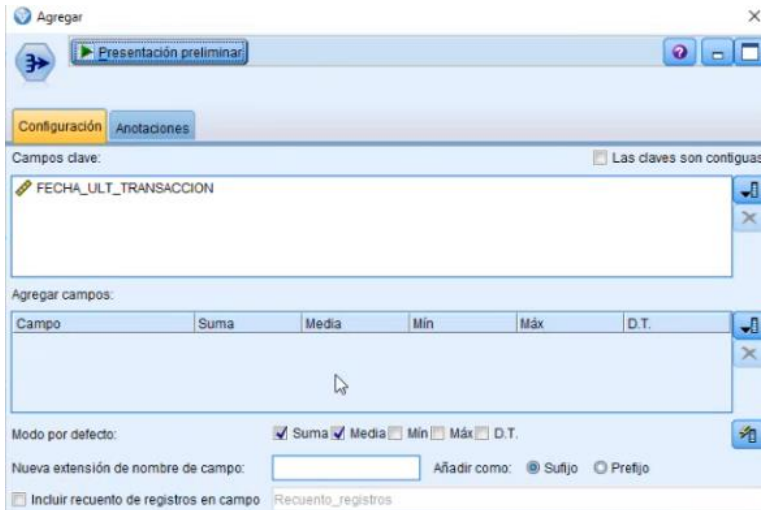 Agregar
Presentación preliminar
Configuración Anotaciones
Campos clave: Las claves son contiguas
FECHA_ULT_TRANSACCION
Agregar campos:
Campo Suma Media Mín Máx D.T.
Modo por defecto: Suma Media Mín Máx D.T.
Nueva extensión de nombre de campo: Añadir como: Sufijo Prefijo
Incluir recuento de registros en campo Recuento_registros